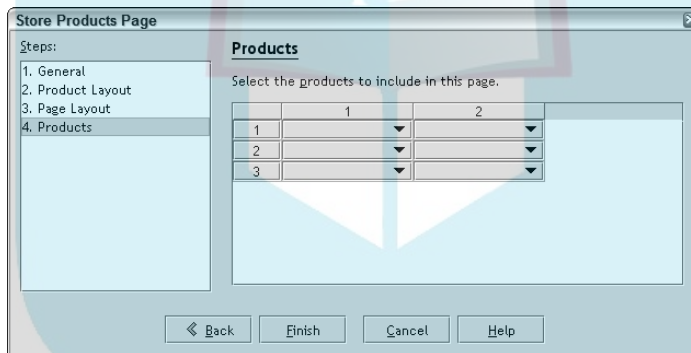 Store Products Page
Steps:
1. General
2. Product Layout
3. Page Layout
4. Products
Products
Select the products to include in this page.
1 2
1
2
3
Back Finish Cancel Help